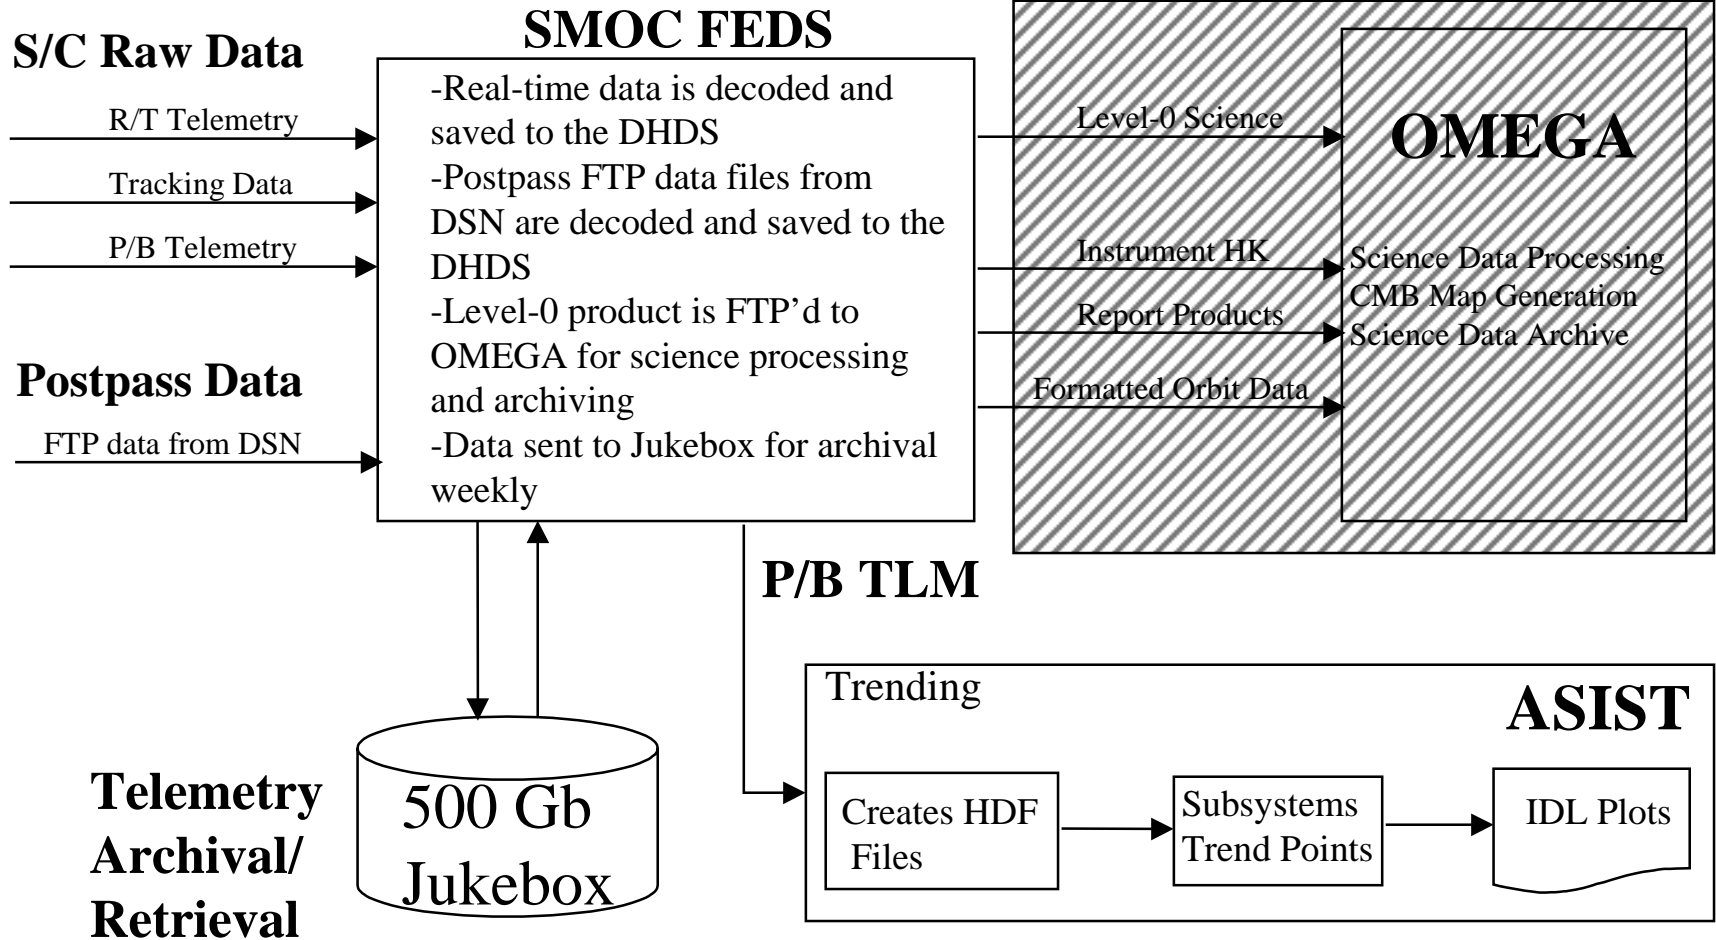 SMOC FEDS
S/C Raw Data
R/T Telemetry
Tracking Data
P/B Telemetry
Postpass Data
FTP data from DSN
-Real-time data is decoded and
saved to the DHDS
-Postpass FTP data files from
DSN are decoded and saved to the
DHDS
-Level-0 product is FTP’d to
OMEGA for science processing
and archiving
-Data sent to Jukebox for archival
weekly
Level-0 Science
Instrument HK
Report Products
Formatted Orbit Data
OMEGA
Science Data Processing
CMB Map Generation
Science Data Archive
P/B TLM
Telemetry
Archival/
Retrieval
500 Gb
Jukebox
Trending
ASIST
Creates HDF
Files
Subsystems
Trend Points
IDL Plots